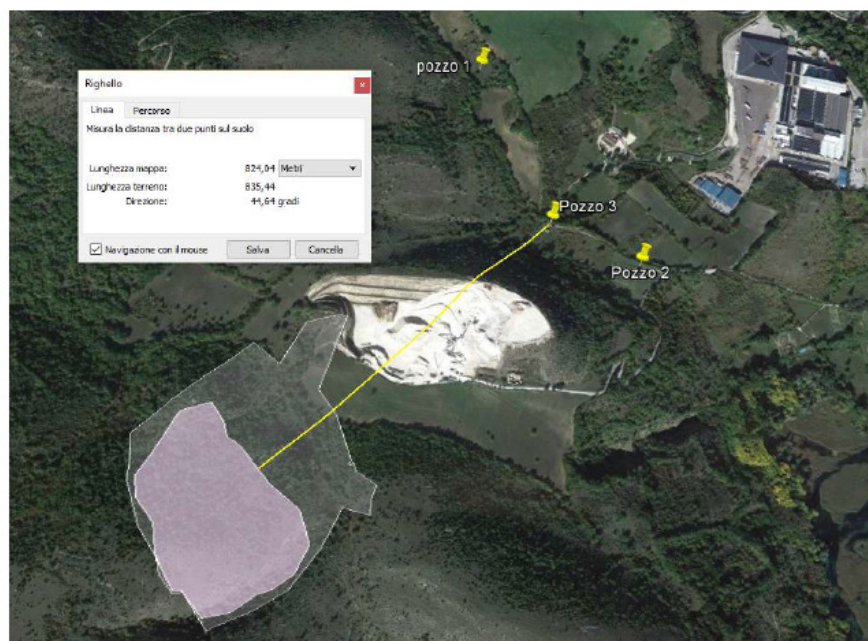 pozzo 1
Righello
Linea Percorso
Misura la distanza tra due punti sul suolo
Lunghezza mappa: 824,04 Metri
Lunghezza terreno: 835,44
Direzione: 44,64 gradi
Navigazione con il mouse Salva Cancella
Pozzo 3
Pozzo 2